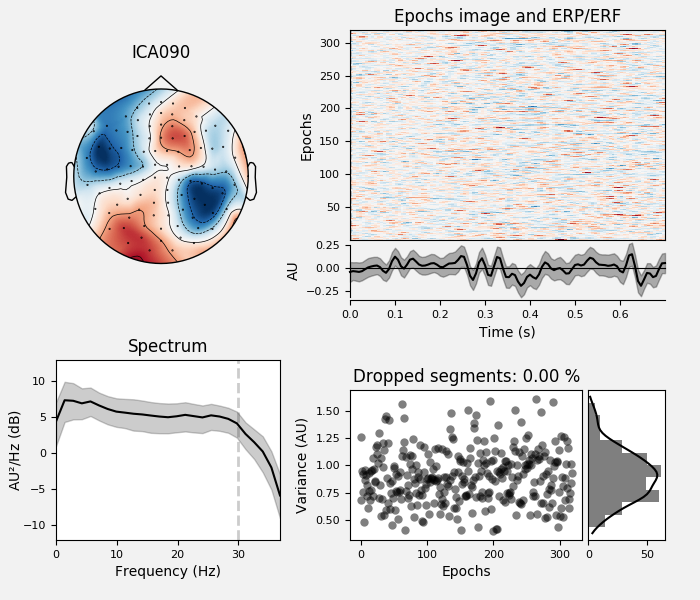 ICA090
Epochs image and ERP/ERF
Epochs
300
250
200
150
100
50
AU
0.25
0.00
−0.25
0.0 0.1 0.2 0.3 0.4 0.5 0.6
Time (s)
Spectrum
AU²/Hz (dB)
10
5
0
−5
−10
0 10 20 30
Frequency (Hz)
Dropped segments: 0.00 %
Variance (AU)
1.50
1.25
1.00
0.75
0.50
0 100 200 300
Epochs
0 50